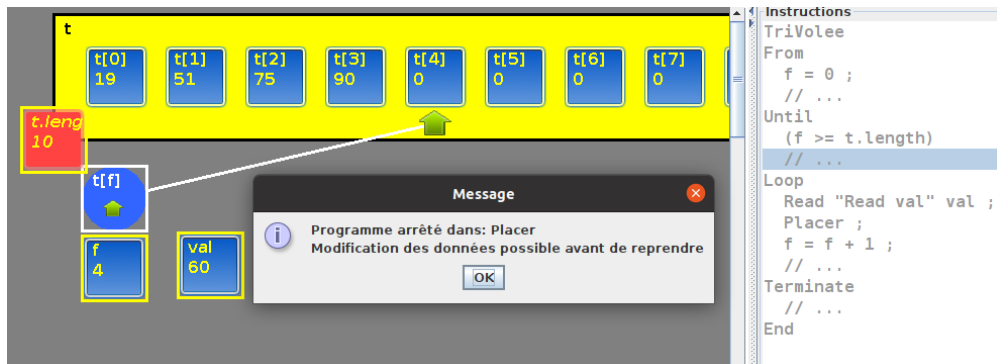 t
t[0] t[1] t[2] t[3] t[4] t[5] t[6] t[7]
19 51 75 90 0 0 0 0
t.leng
10
t[f]
f
4
val
60
Message
Programme arrêté dans: Placer
Modification des données possible avant de reprendre
OK
Instructions
TriVolee
From
f = 0 ;
// ...
Until
(f >= t.length)
// ...
Loop
Read "Read val" val ;
Placer ;
f = f + 1 ;
// ...
Terminate
// ...
End